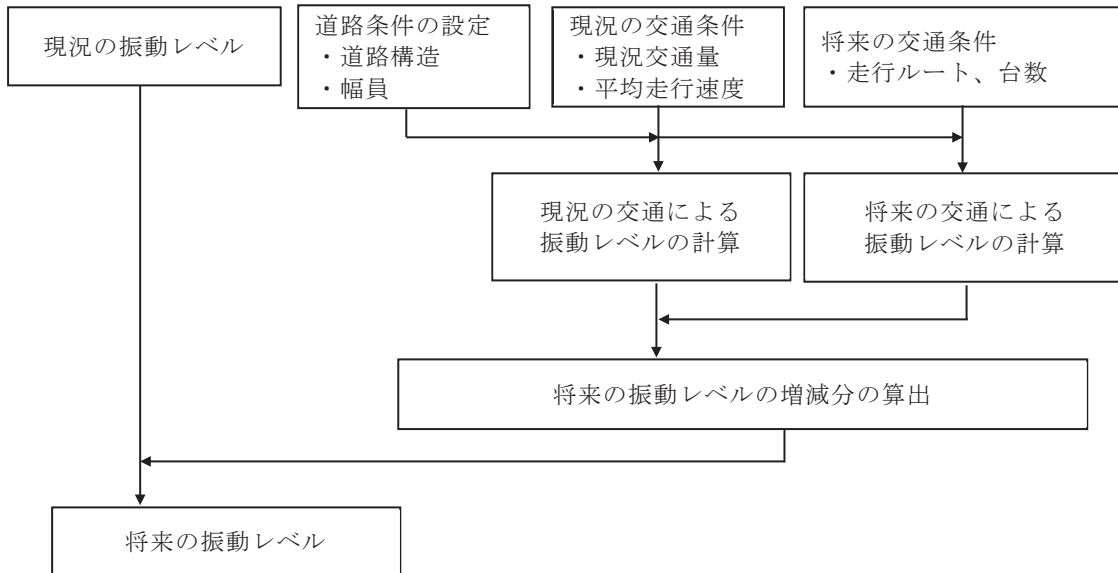 現況の振動レベル
道路条件の設定
・道路構造
・幅員
現況の交通条件
・現況交通量
・平均走行速度
将来の交通条件
・走行ルート、台数
現況の交通による
振動レベルの計算
将来の交通による
振動レベルの計算
将来の振動レベルの増減分の算出
将来の振動レベル